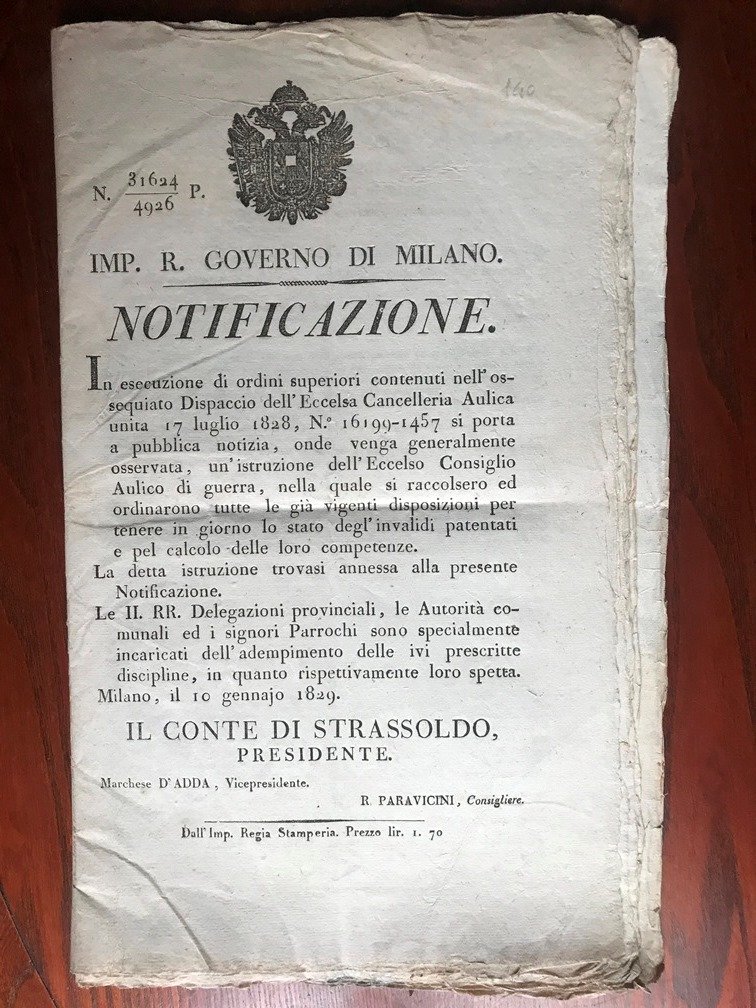 140
N. 31624/4926 P.
IMP. R. GOVERNO DI MILANO.
NOTIFICAZIONE.
In esecuzione di ordini superiori contenuti nell'os-
sequiato Dispaccio dell'Eccelsa Cancelleria Aulica
unita 17 luglio 1828, N.º 16199-1457 si porta
a pubblica notizia, onde venga generalmente
osservata, un'istruzione dell'Eccelso Consiglio
Aulico di guerra, nella quale si raccolsero ed
ordinarono tutte le già vigenti disposizioni per
tenere in giorno lo stato degl'invalidi patentati
e pel calcolo delle loro competenze.
La detta istruzione trovasi annessa alla presente
Notificazione.
Le II. RR. Delegazioni provinciali, le Autorità co-
munali ed i signori Parrochi sono specialmente
incaricati dell'adempimento delle ivi prescritte
discipline, in quanto rispettivamente loro spetta.
Milano, il 10 gennajo 1829.
IL CONTE DI STRASSOLDO,
PRESIDENTE.
Marchese D'ADDA, Vicepresidente.
R. PARAVICINI, Consigliere.
Dall'Imp. Regia Stamperia. Prezzo lir. 1. 70